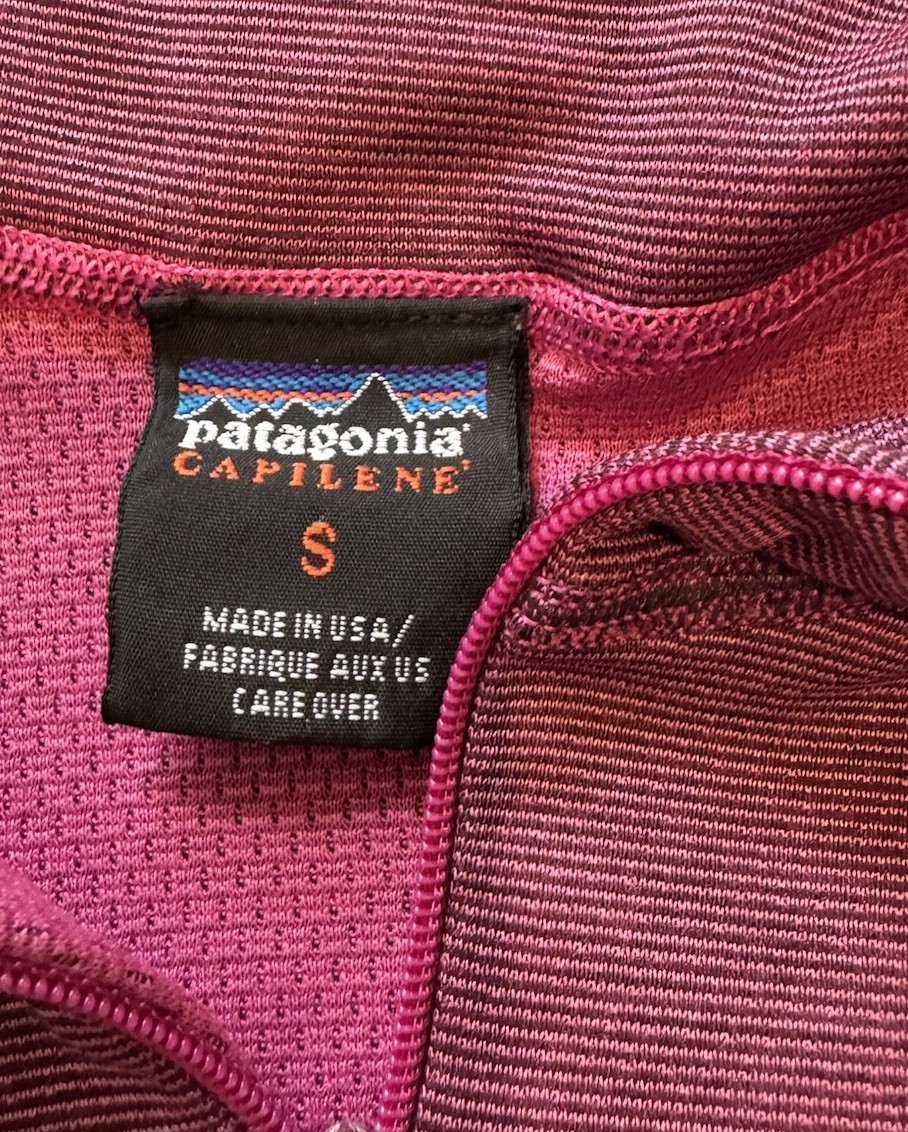 patagonia®
CAPILENE®
S
MADE IN USA/
FABRIQUE AUX US
CARE OVER